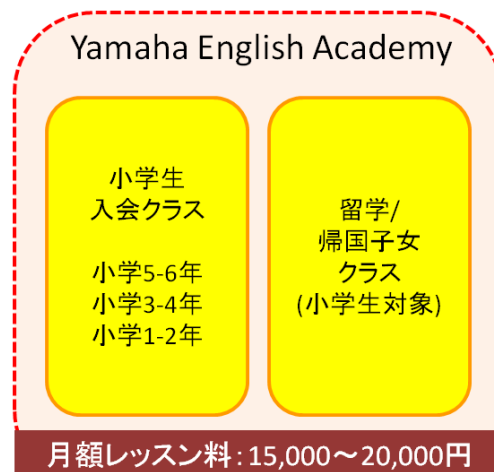 Yamaha English Academy
小学生
入会クラス
小学5-6年
小学3-4年
小学1-2年
留学/
帰国子女
クラス
(小学生対象)
月額レッスン料:15,000～20,000円